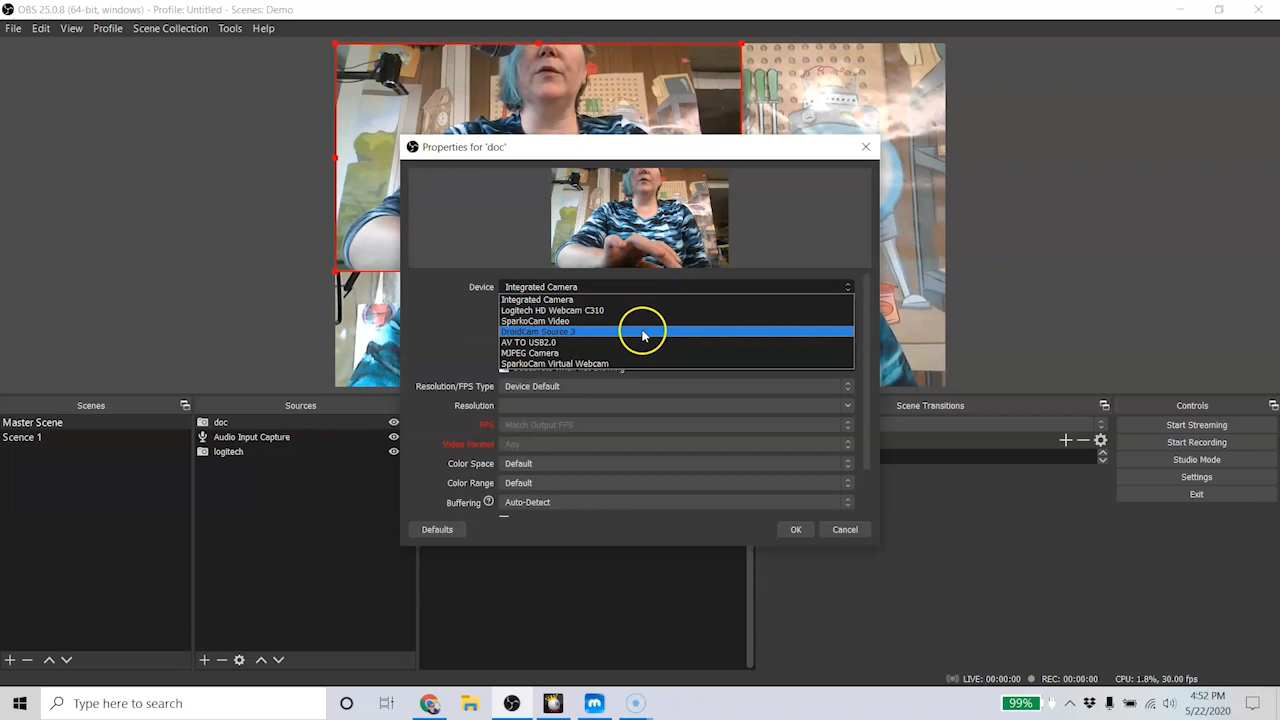 OBS 25.0.8 (64-bit, windows) - Profile: Untitled - Scenes: Demo
File Edit View Profile Scene Collection Tools Help
Properties for 'doc'
Device Integrated Camera
Integrated Camera
Logitech HD Webcam C310
SparkoCam Video
DroidCam Source 3
AV TO USB2.0
MJPEG Camera
SparkoCam Virtual Webcam
Resolution/FPS Type Device Default
Resolution
FPS Match Output FPS
Video Format Any
Color Space Default
Color Range Default
Buffering Auto-Detect
Defaults OK Cancel
Scenes
Master Scene
Scence 1
Sources
doc
Audio Input Capture
logitech
Scene Transitions
Controls
Start Streaming
Start Recording
Studio Mode
Settings
Exit
LIVE: 00:00:00 REC: 00:00:00 CPU: 1.8%, 30.00 fps
Type here to search
99%
4:52 PM
5/22/2020